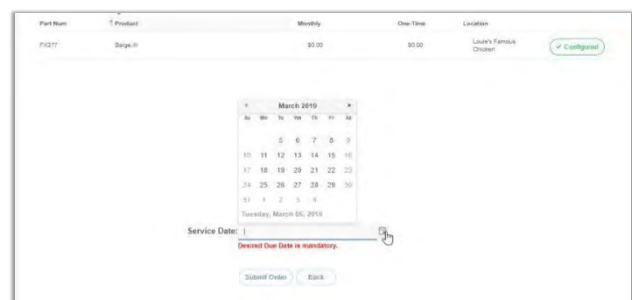 Part Num Product Monthly One-Time Location
$0.00 $0.00 Louie's Famous Chicken ✓ Configured
« March 2019 »
Su Mo Tu We Th Fr Sa
5 6 7 8 9
10 11 12 13 14 15 16
17 18 19 20 21 22 23
24 25 26 27 28 29 30
31 1 2 3 4
Tuesday, March 05, 2019
Service Date:
Desired Due Date is mandatory.
Submit Order Back